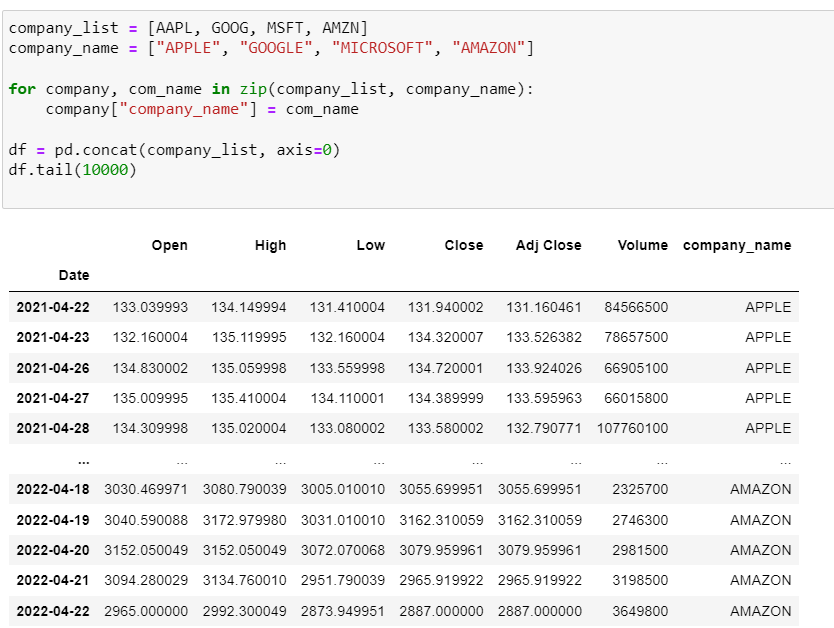 company_list = [AAPL, GOOG, MSFT, AMZN]
company_name = ["APPLE", "GOOGLE", "MICROSOFT", "AMAZON"]
for company, com_name in zip(company_list, company_name):
    company["company_name"] = com_name
df = pd.concat(company_list, axis=0)
df.tail(10000)
Open High Low Close Adj Close Volume company_name
Date
2021-04-22 133.039993 134.149994 131.410004 131.940002 131.160461 84566500 APPLE
2021-04-23 132.160004 135.119995 132.160004 134.320007 133.526382 78657500 APPLE
2021-04-26 134.830002 135.059998 133.559998 134.720001 133.924026 66905100 APPLE
2021-04-27 135.009995 135.410004 134.110001 134.389999 133.595963 66015800 APPLE
2021-04-28 134.309998 135.020004 133.080002 133.580002 132.790771 107760100 APPLE
... ... ... ... ... ... ... ...
2022-04-18 3030.469971 3080.790039 3005.010010 3055.699951 3055.699951 2325700 AMAZON
2022-04-19 3040.590088 3172.979980 3031.010010 3162.310059 3162.310059 2746300 AMAZON
2022-04-20 3152.050049 3152.050049 3072.070068 3079.959961 3079.959961 2981500 AMAZON
2022-04-21 3094.280029 3134.760010 2951.790039 2965.919922 2965.919922 3198500 AMAZON
2022-04-22 2965.000000 2992.300049 2873.949951 2887.000000 2887.000000 3649800 AMAZON